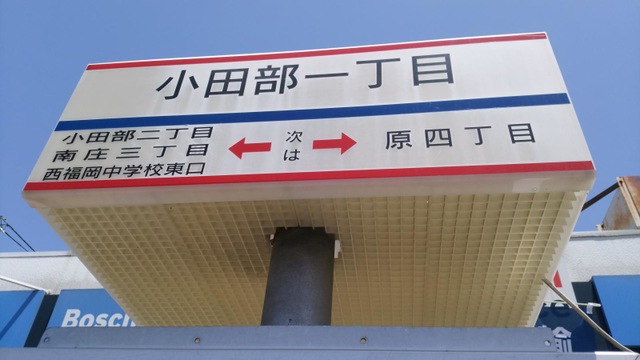 小田部一丁目
小田部二丁目
南庄三丁目
西福岡中学校東口
次は
原四丁目
Bosch